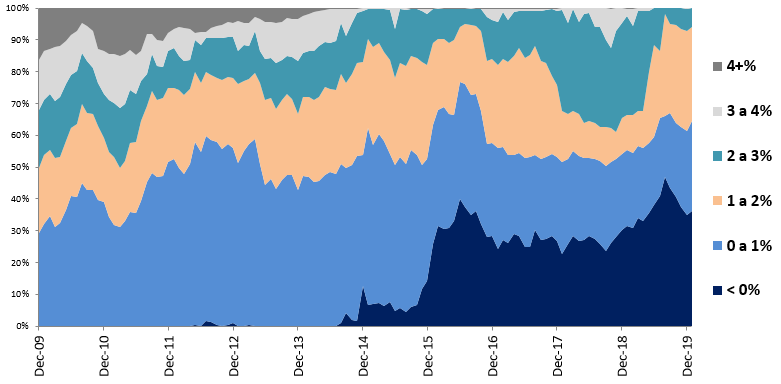 100%
90%
80%
70%
60%
50%
40%
30%
20%
10%
0%
Dec-09
Dec-10
Dec-11
Dec-12
Dec-13
Dec-14
Dec-15
Dec-16
Dec-17
Dec-18
Dec-19
4+%
3 a 4%
2 a 3%
1 a 2%
0 a 1%
< 0%